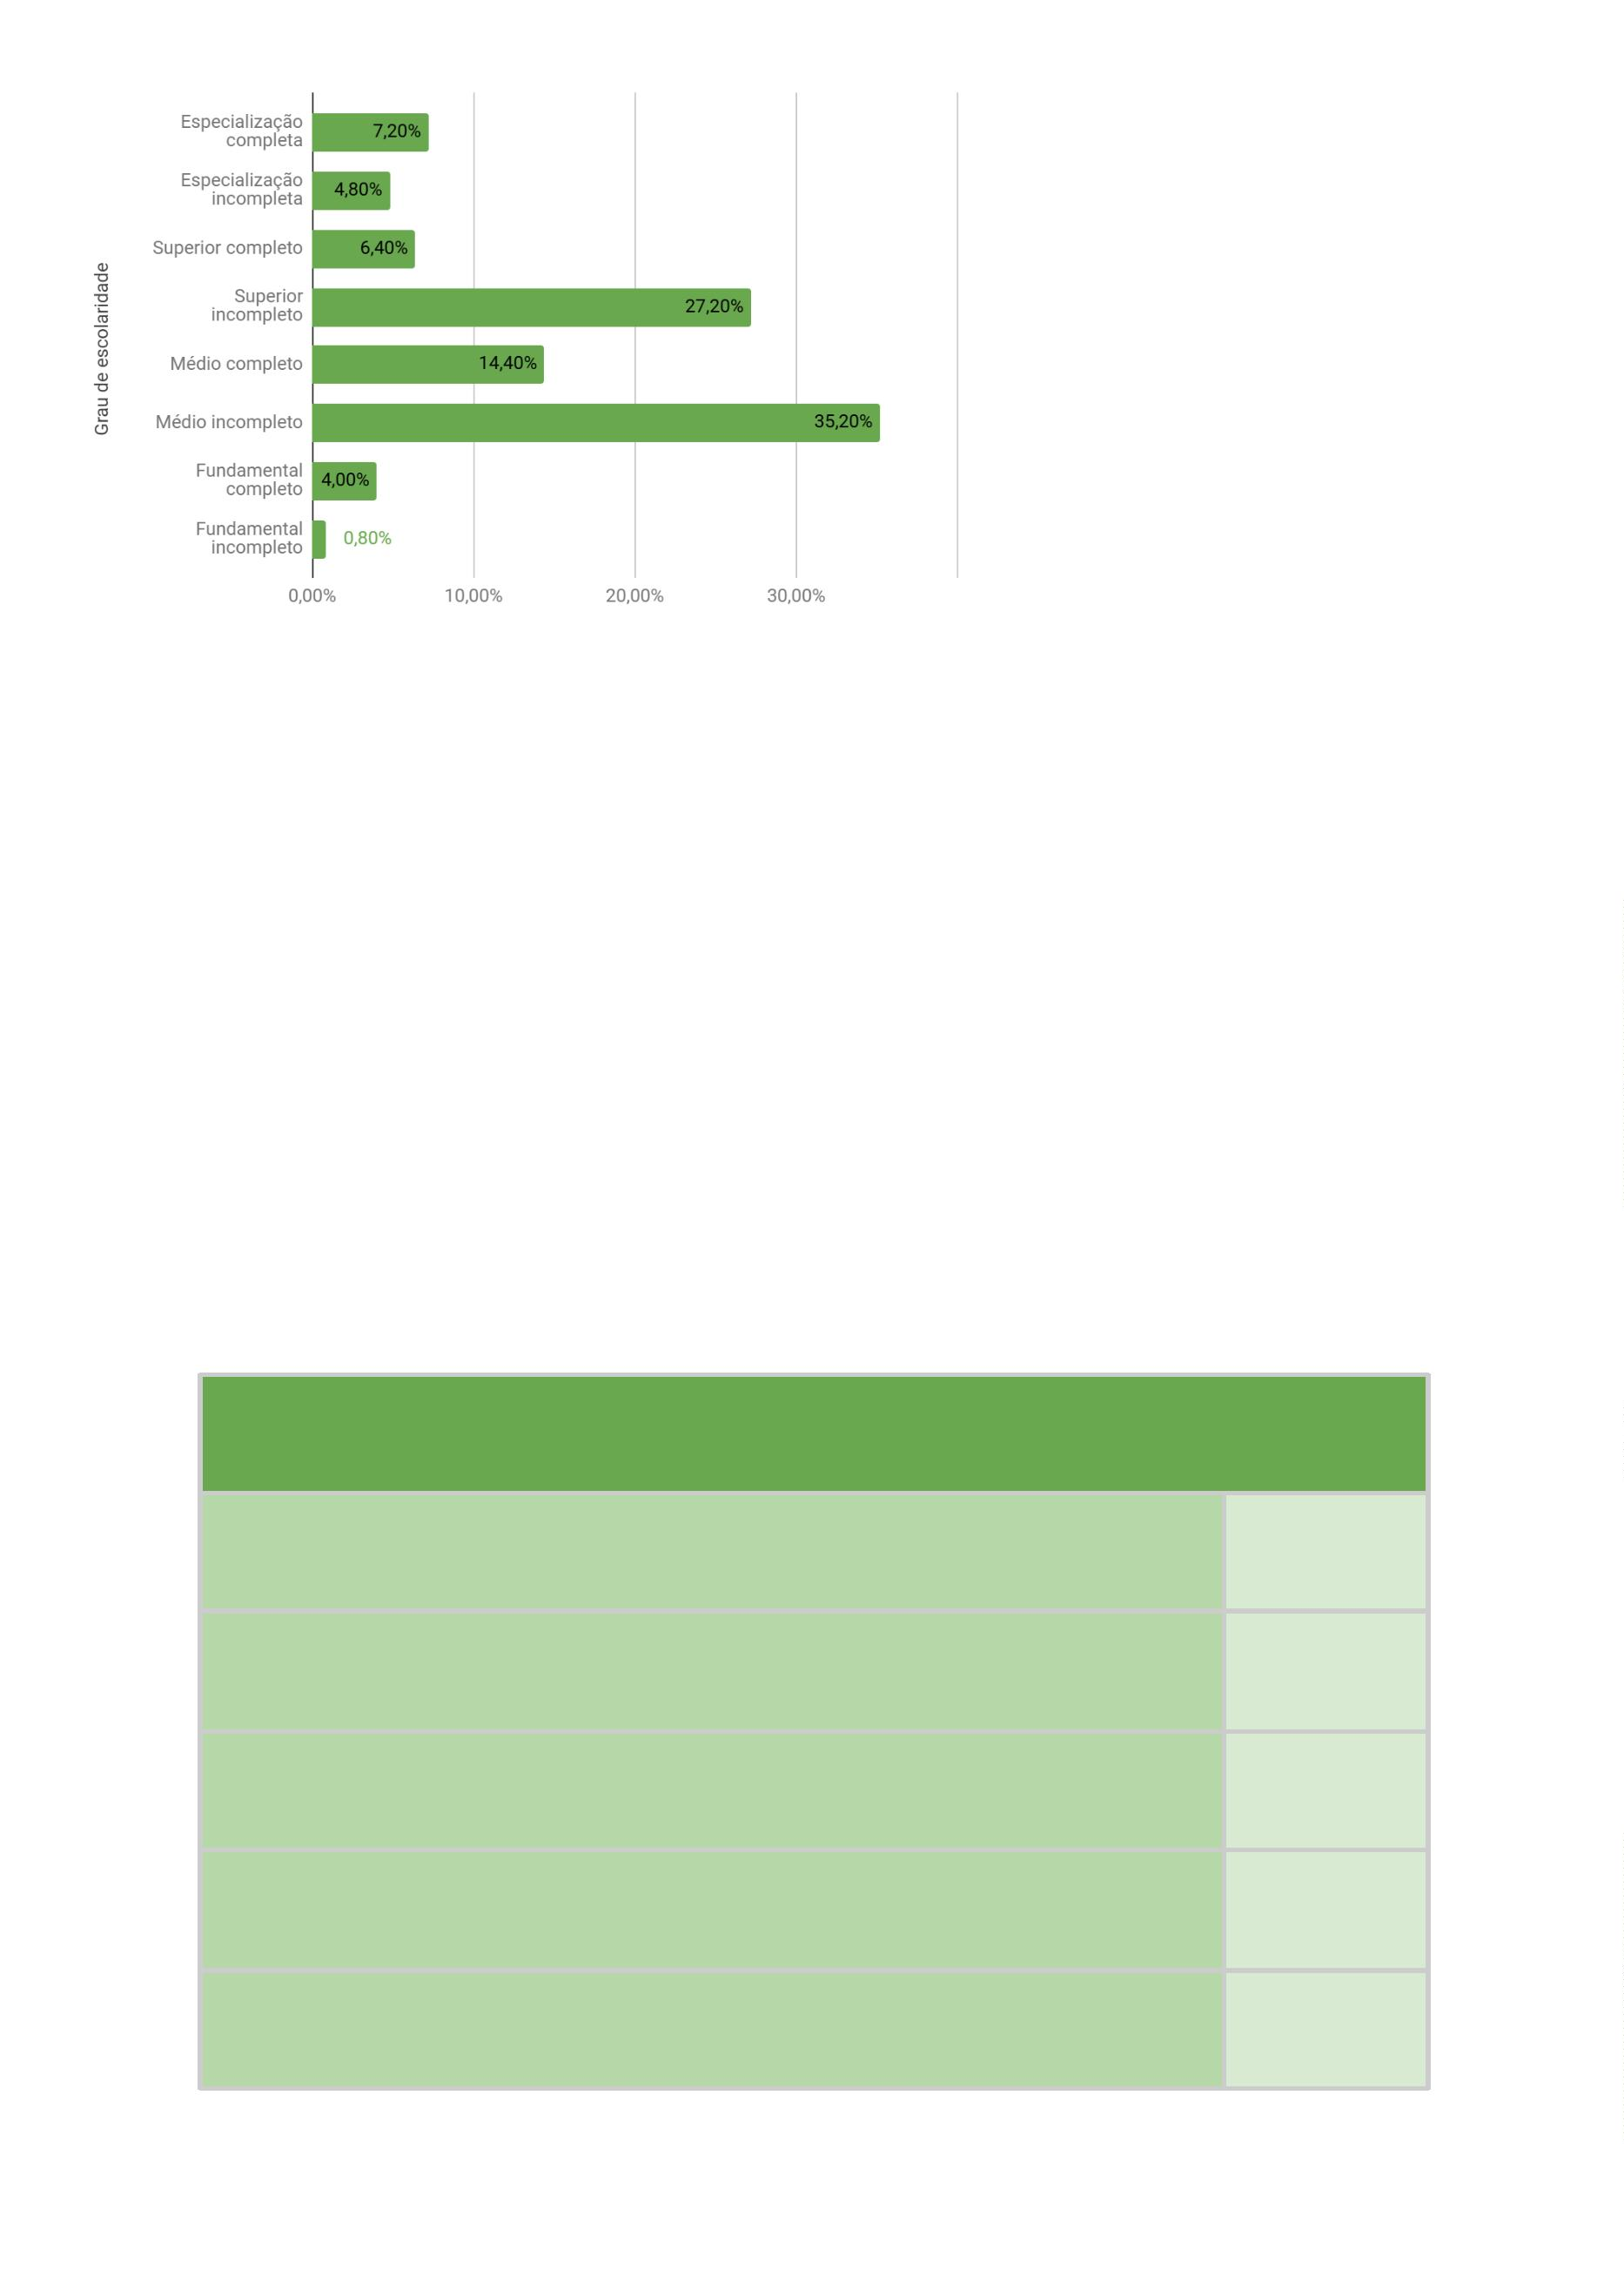 Grau de escolaridade
Especialização
completa
7,20%
Especialização
incompleta
4,80%
Superior completo
6,40%
Superior
incompleto
27,20%
Médio completo
14,40%
Médio incompleto
35,20%
Fundamental
completo
4,00%
Fundamental
incompleto
0,80%
0,00% 10,00% 20,00% 30,00%